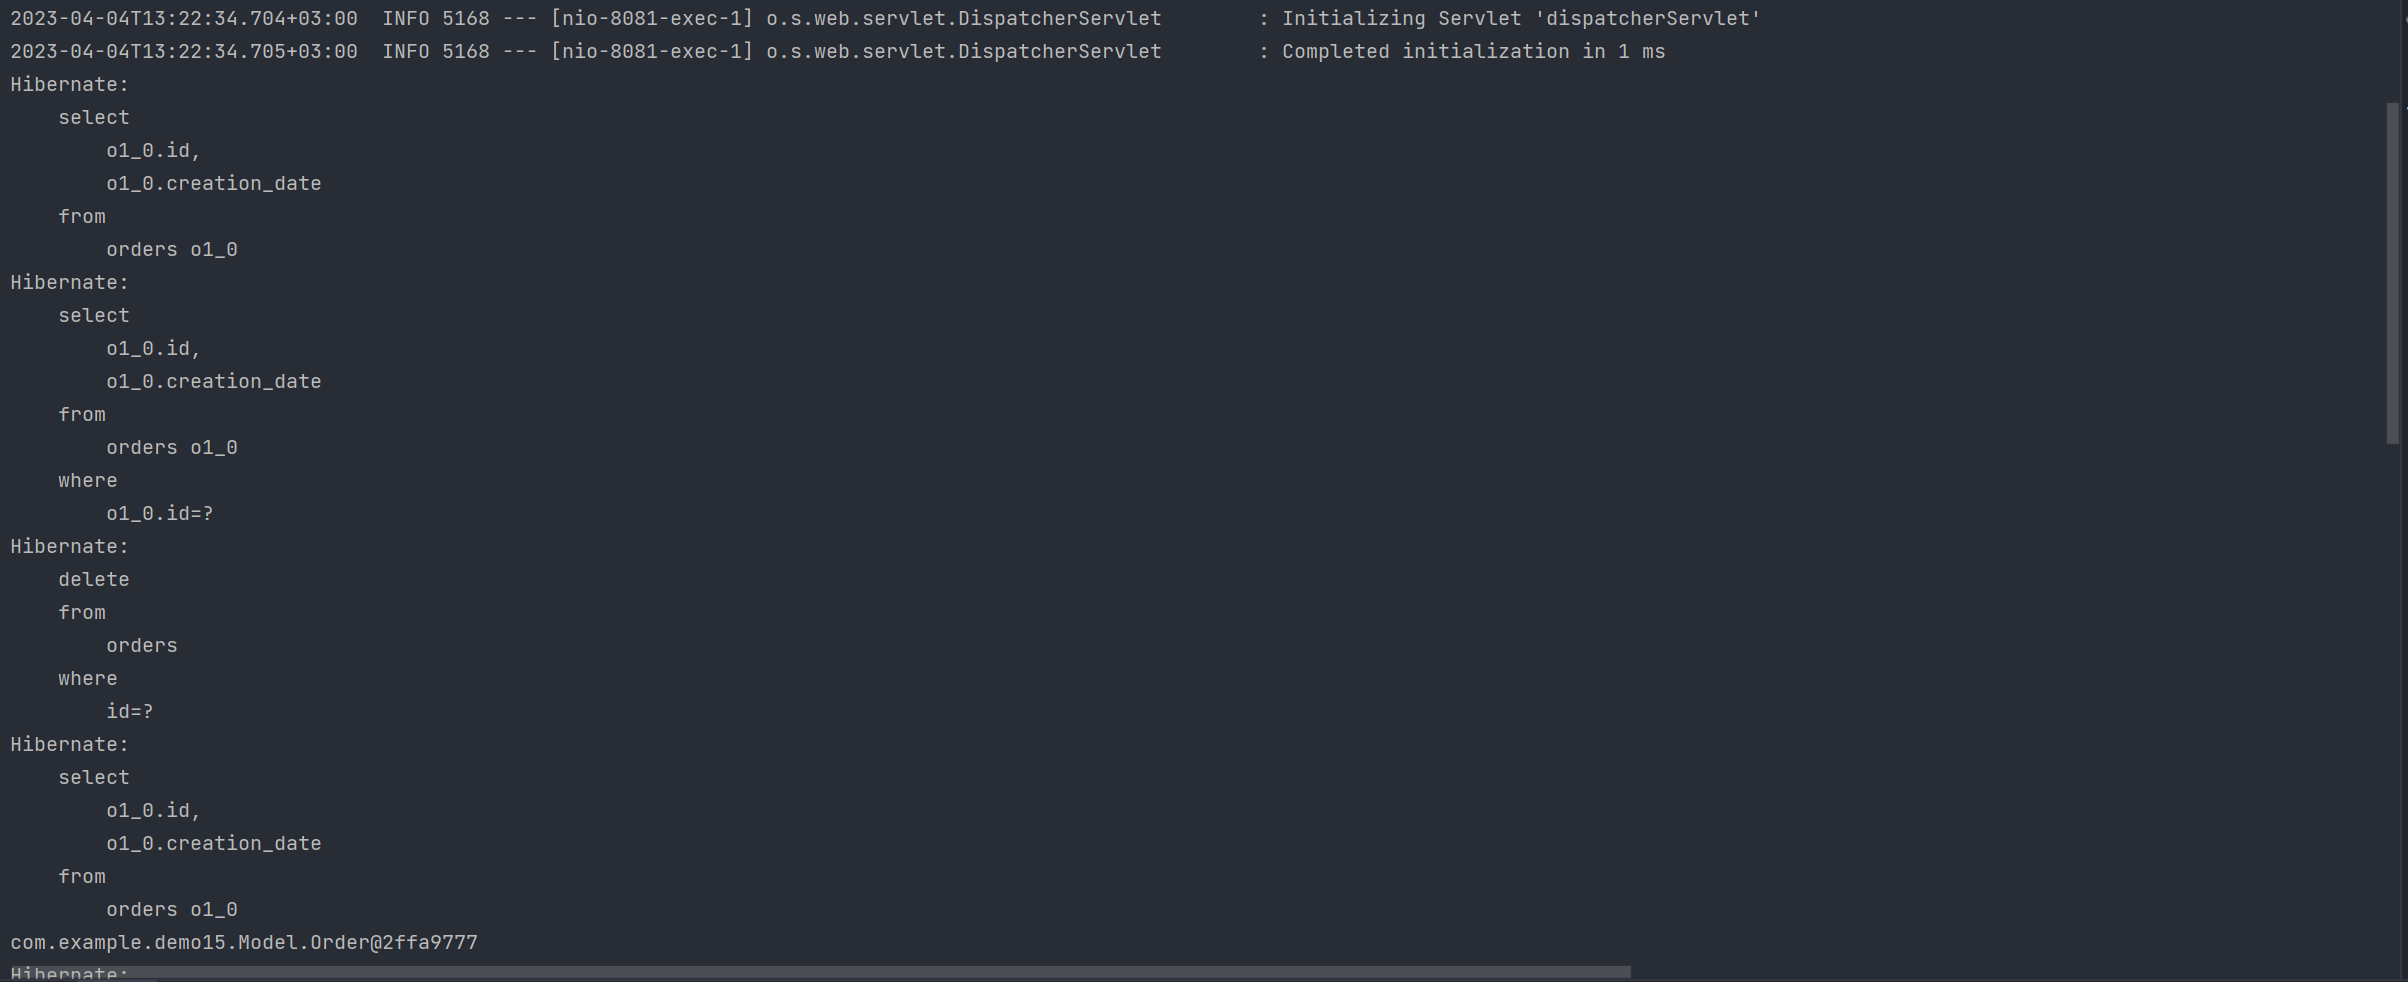 2023-04-04T13:22:34.704+03:00  INFO 5168 --- [nio-8081-exec-1] o.s.web.servlet.DispatcherServlet        : Initializing Servlet 'dispatcherServlet'
2023-04-04T13:22:34.705+03:00  INFO 5168 --- [nio-8081-exec-1] o.s.web.servlet.DispatcherServlet        : Completed initialization in 1 ms
Hibernate:
    select
        o1_0.id,
        o1_0.creation_date
    from
        orders o1_0
Hibernate:
    select
        o1_0.id,
        o1_0.creation_date
    from
        orders o1_0
    where
        o1_0.id=?
Hibernate:
    delete
    from
        orders
    where
        id=?
Hibernate:
    select
        o1_0.id,
        o1_0.creation_date
    from
        orders o1_0
com.example.demo15.Model.Order@2ffa9777
Hibernate: